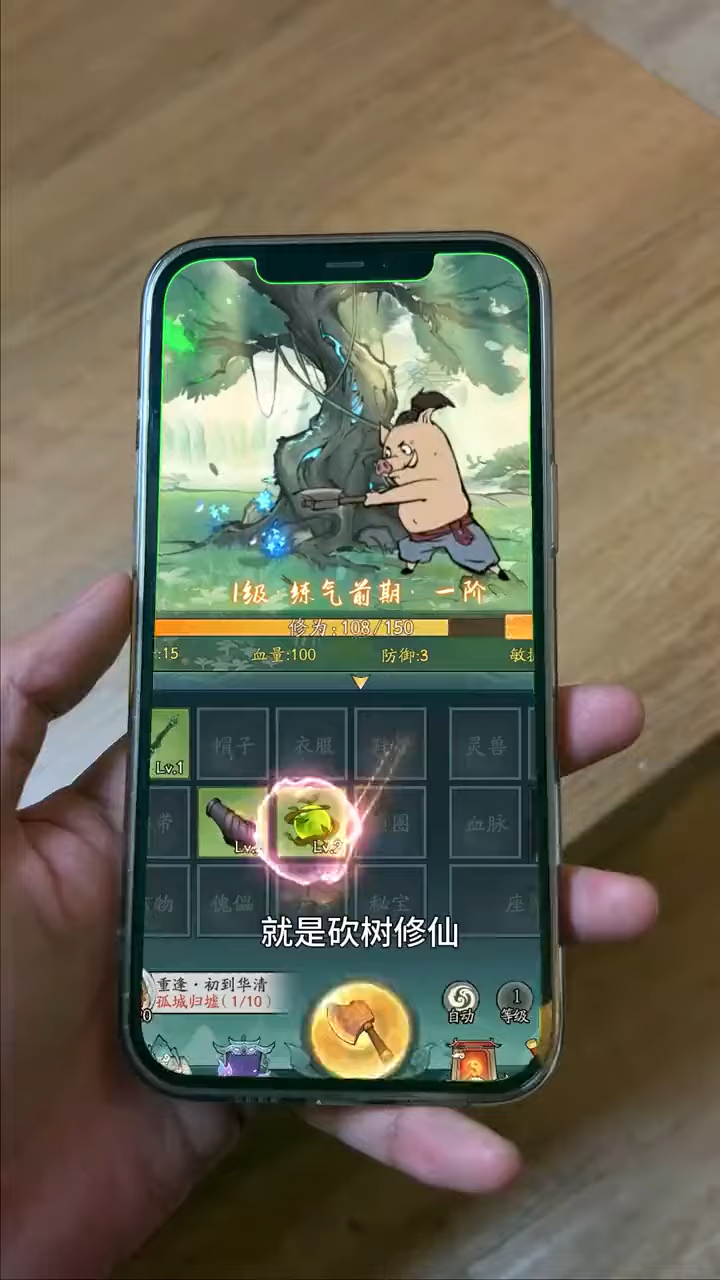 1级·练气前期·一阶
修为:108/150
:15 血量:100 防御:3 敏捷
Lv.1 帽子 衣服 灵兽
带 Lv. Lv.2 圈 血脉
物 傀儡 秘宝 座
就是砍树修仙
重逢·初到华清
孤城归墟(1/10)
自动
1
等级